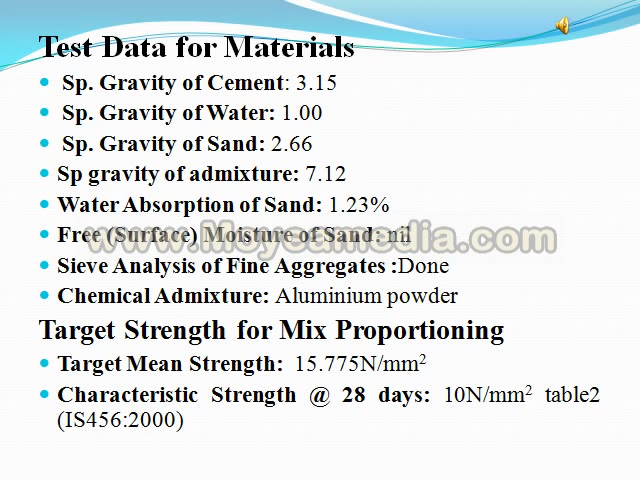 Test Data for Materials
Sp. Gravity of Cement: 3.15
Sp. Gravity of Water: 1.00
Sp. Gravity of Sand: 2.66
Sp gravity of admixture: 7.12
Water Absorption of Sand: 1.23%
Free (Surface) Moisture of Sand: nil
www.Moyeamedia.com
Sieve Analysis of Fine Aggregates :Done
Chemical Admixture: Aluminium powder
Target Strength for Mix Proportioning
Target Mean Strength: 15.775N/mm²
Characteristic Strength @ 28 days: 10N/mm² table2
(IS456:2000)